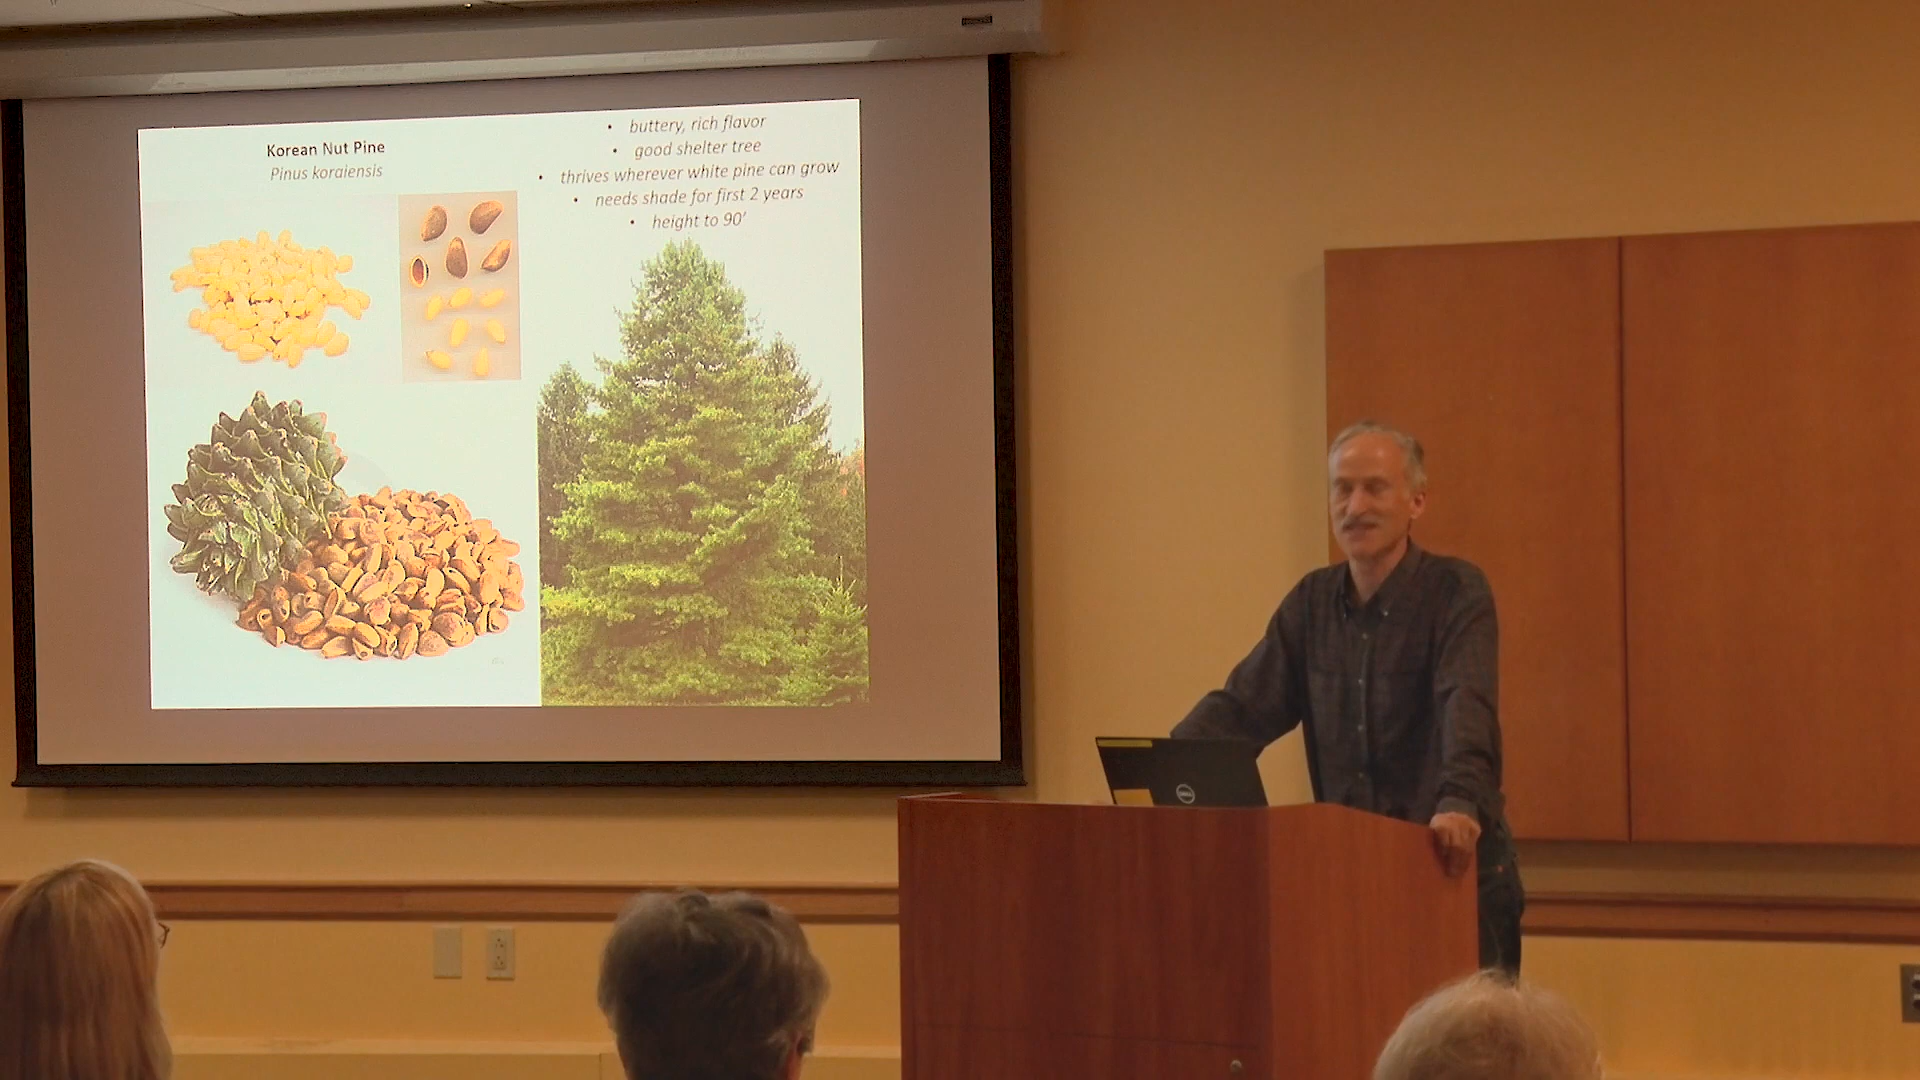 Korean Nut Pine
Pinus koraiensis
• buttery, rich flavor
• good shelter tree
• thrives wherever white pine can grow
• needs shade for first 2 years
• height to 90'
DELL